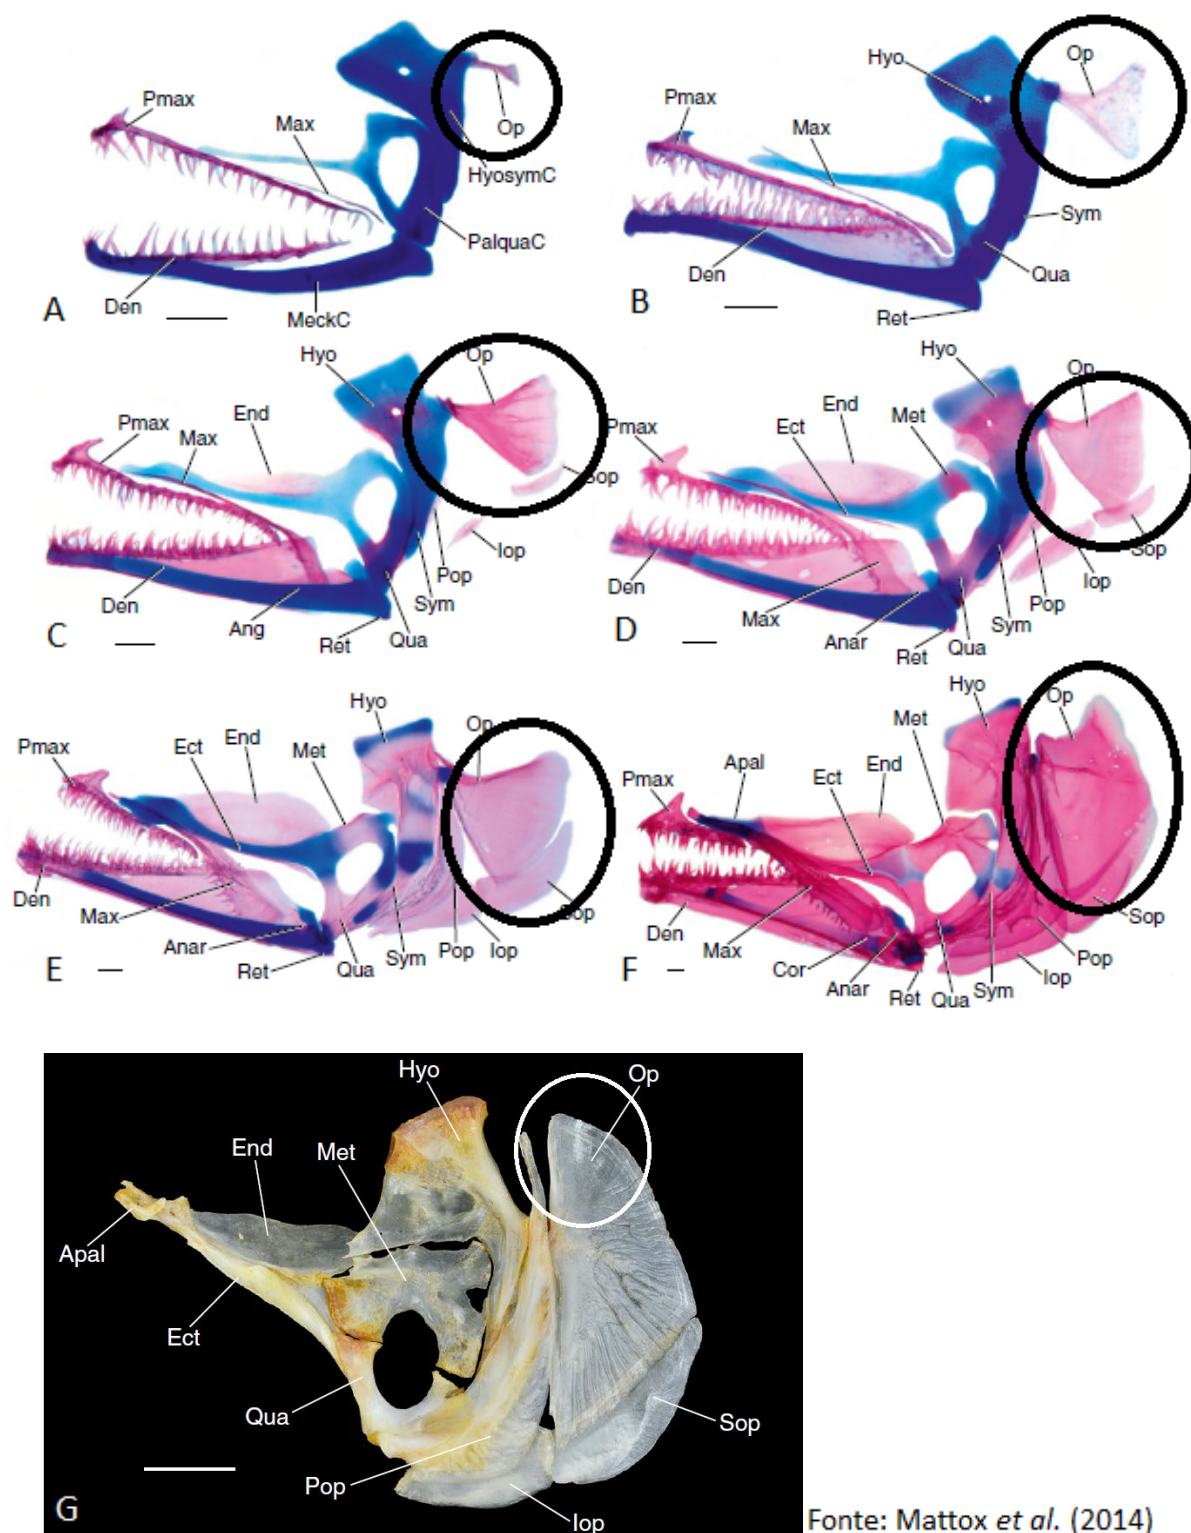 Pmax
Max
Op
HyosymC
PalquaC
Den
MeckC
A
Hyo
Op
Pmax
Max
Sym
Den
Qua
Ret
B
Hyo
Op
End
Pmax
Max
Sop
Iop
Pop
Den
Sym
Ang
Qua
Ret
C
Hyo
Op
End
Met
Ect
Pmax
Sop
Iop
Den
Pop
Max
Sym
Anar
Qua
Ret
D
Hyo
Op
End
Ect
Met
Pmax
Den
Max
Sop
Anar
Iop
Pop
Sym
Ret
Qua
E
Hyo
Op
Met
Apal
End
Ect
Pmax
Sop
Den
Max
Pop
Cor
Iop
Anar
Sym
Ret
Qua
F
Hyo
Op
End
Met
Apal
Ect
Qua
Sop
Pop
Iop
G
Fonte: Mattox et al. (2014)